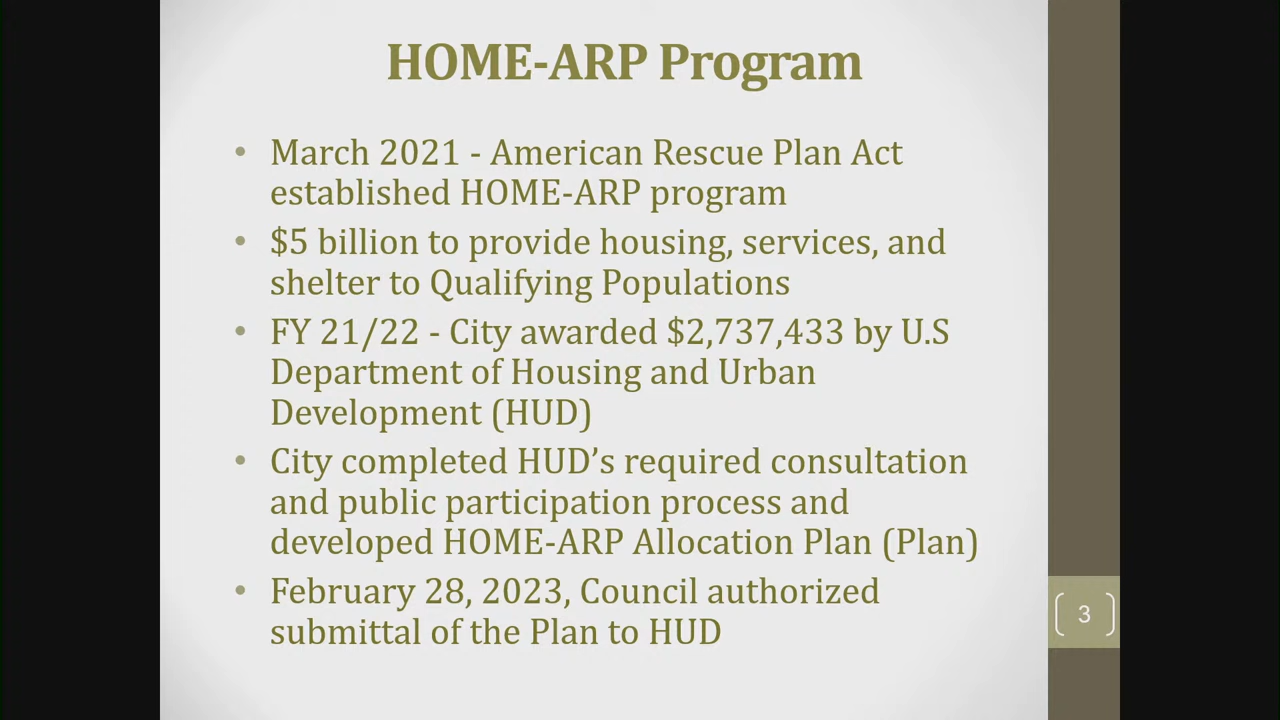 HOME-ARP Program
• March 2021 - American Rescue Plan Act
established HOME-ARP program
• $5 billion to provide housing, services, and
shelter to Qualifying Populations
• FY 21/22 - City awarded $2,737,433 by U.S
Department of Housing and Urban
Development (HUD)
• City completed HUD’s required consultation
and public participation process and
developed HOME-ARP Allocation Plan (Plan)
• February 28, 2023, Council authorized
submittal of the Plan to HUD
3